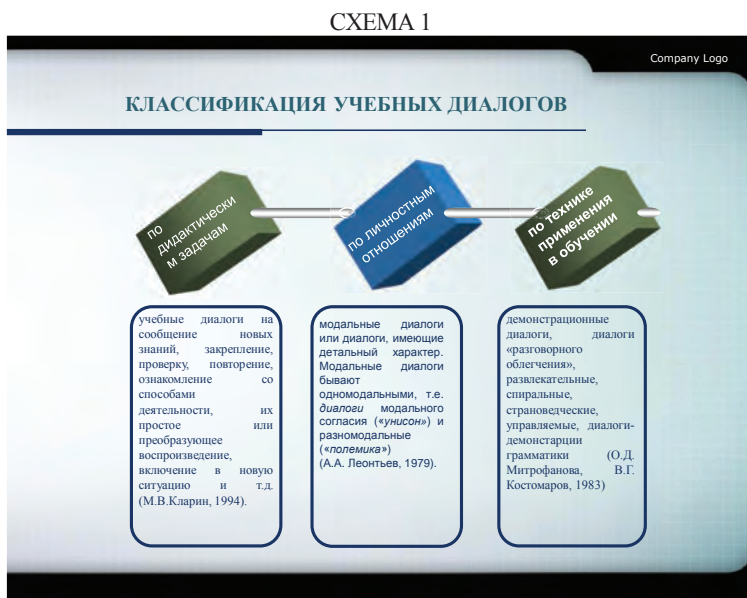 СХЕМА 1
Company Logo
КЛАССИФИКАЦИЯ УЧЕБНЫХ ДИАЛОГОВ
по
дидактически
м задачам
по личностным
отношениям
по технике
применения
в обучении
учебные диалоги на
сообщение новых
знаний, закрепление,
проверку, повторение,
ознакомление со
способами
деятельности, их
простое или
преобразующее
воспроизведение,
включение в новую
ситуацию и т.д.
(М.В.Кларин, 1994).
модальные диалоги
или диалоги, имеющие
детальный характер.
Модальные диалоги
бывают
одномодальными, т.е.
диалоги модального
согласия («унисон») и
разномодальные
(«полемика»)
(А.А. Леонтьев, 1979).
демонстрационные
диалоги, диалоги
«разговорного
облегчения»,
развлекательные,
спиральные,
страноведческие,
управляемые, диалоги-
демонстарции
грамматики (О.Д.
Митрофанова, В.Г.
Костомаров, 1983)